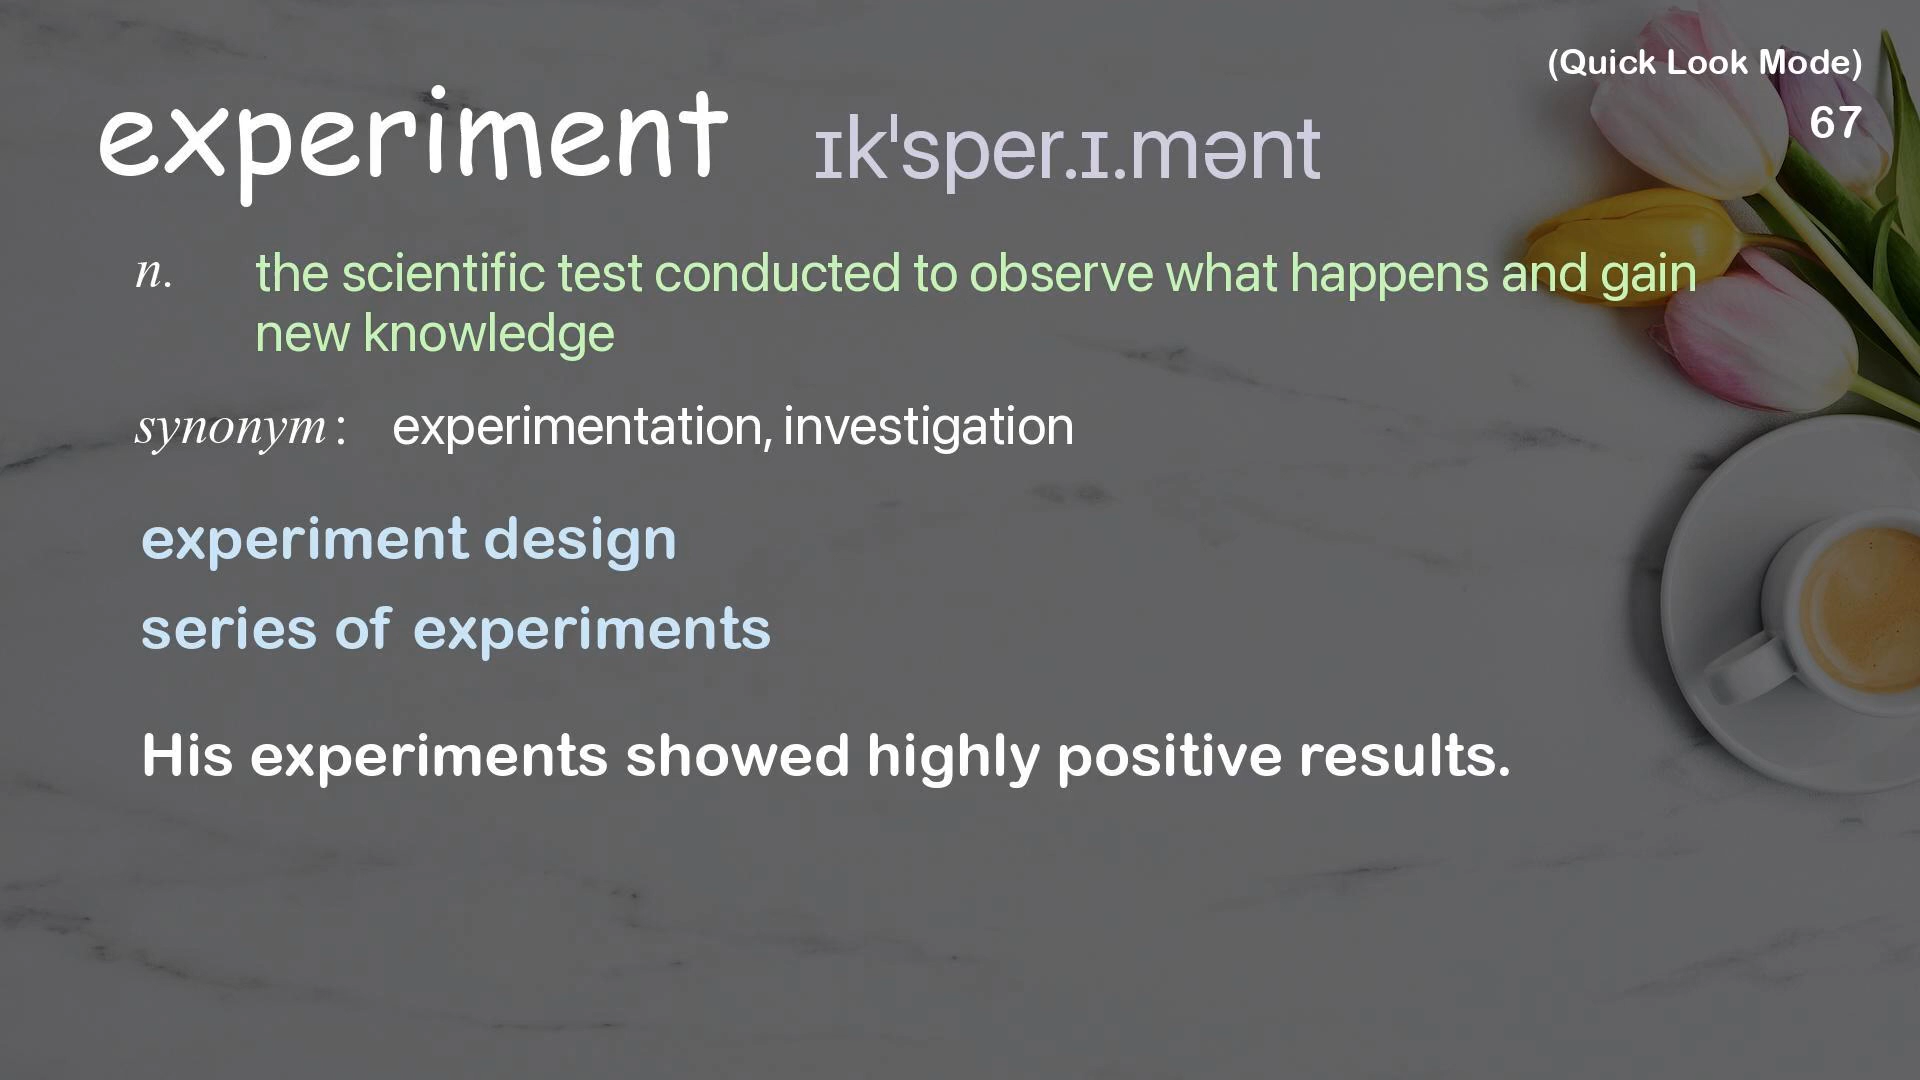 (Quick Look Mode)
67
experiment ɪkˈsper.ɪ.mənt
n. the scientific test conducted to observe what happens and gain
new knowledge
synonym : experimentation, investigation
experiment design
series of experiments
His experiments showed highly positive results.